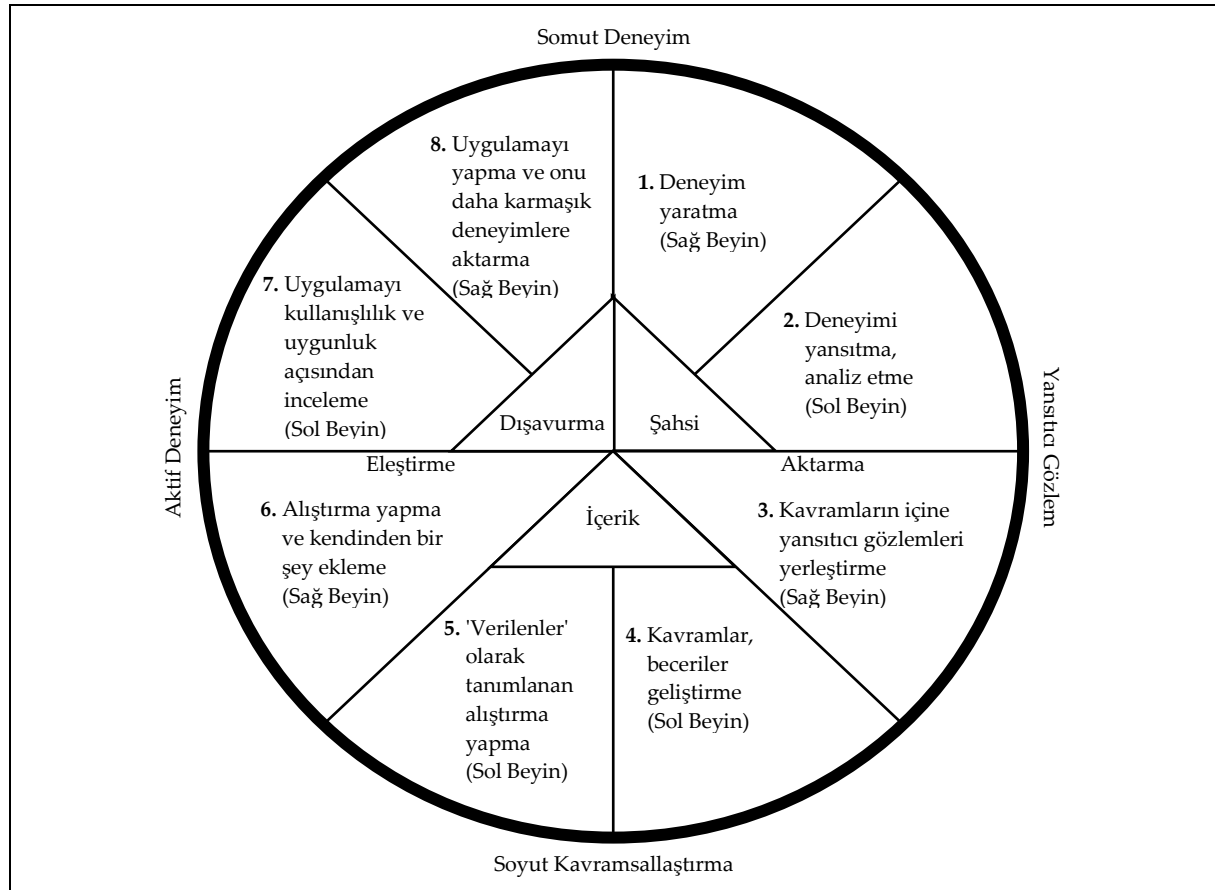 Somut Deneyim
8. Uygulamayı
yapma ve onu
daha karmaşık
deneyimlere
aktarma
(Sağ Beyin)
1. Deneyim
yaratma
(Sağ Beyin)
7. Uygulamayı
kullanışlılık ve
uygunluk
açısından
inceleme
(Sol Beyin)
2. Deneyimi
yansıtma,
analiz etme
(Sol Beyin)
Dışavurma
Şahsi
Aktif Deneyim
Yansıtıcı Gözlem
Eleştirme
Aktarma
İçerik
6. Alıştırma yapma
ve kendinden bir
şey ekleme
(Sağ Beyin)
3. Kavramların içine
yansıtıcı gözlemleri
yerleştirme
(Sağ Beyin)
5. 'Verilenler'
olarak
tanımlanan
alıştırma
yapma
(Sol Beyin)
4. Kavramlar,
beceriler
geliştirme
(Sol Beyin)
Soyut Kavramsallaştırma